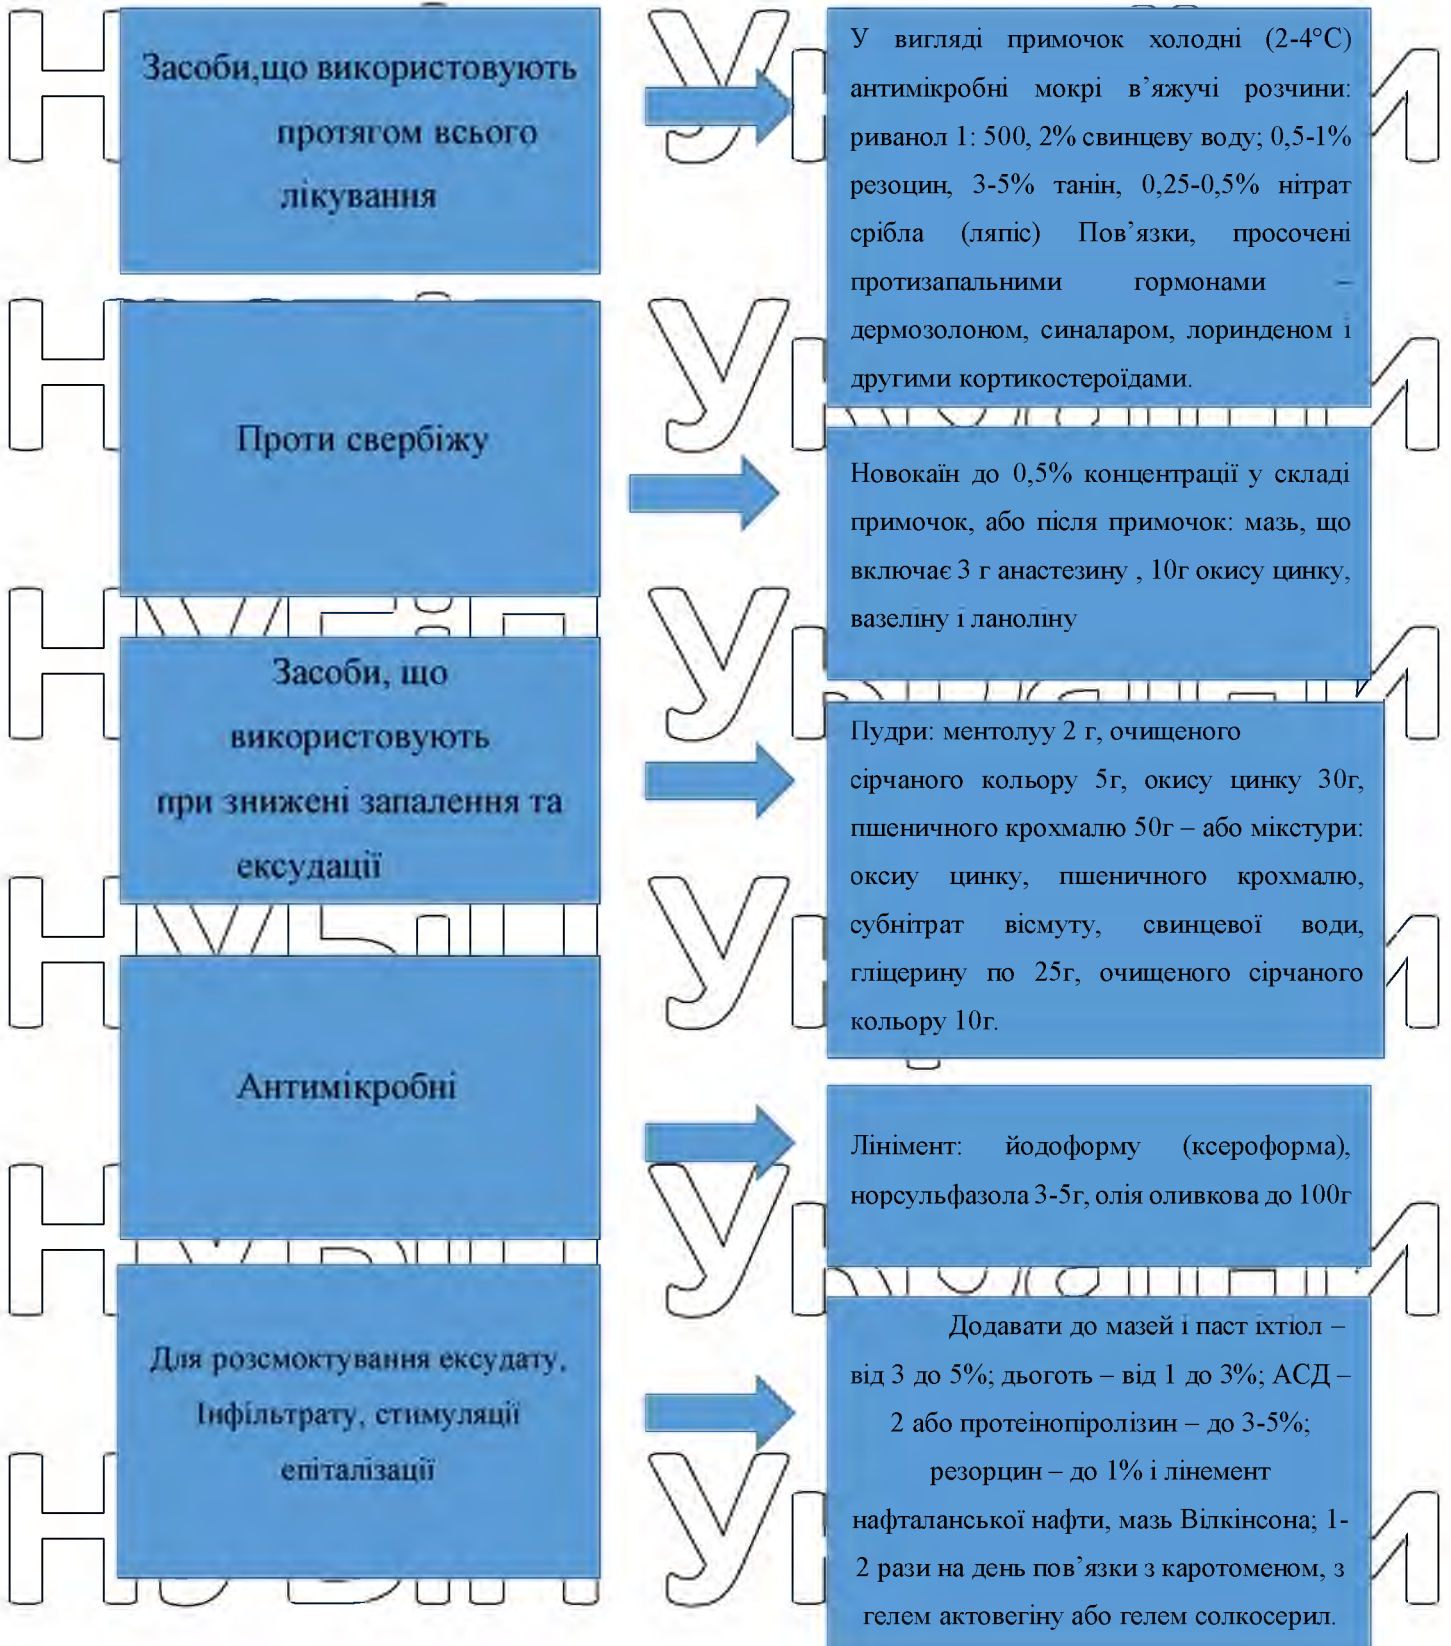 Засоби,що використовують
протягом всього
лікування
У вигляді примочок холодні (2-4°С)
антимікробні мокрі в’яжучі розчини:
риванол 1: 500, 2% свинцеву воду; 0,5-1%
резоцин, 3-5% танін, 0,25-0,5% нітрат
срібла (ляпіс) Пов’язки, просочені
протизапальними гормонами –
дермозолоном, синаларом, лоринденом і
другими кортикостероїдами.
Проти свербіжу
Новокаїн до 0,5% концентрації у складі
примочок, або після примочок: мазь, що
включає 3 г анастезину , 10г окису цинку,
вазеліну і ланоліну
Засоби, що
використовують
при знижені запалення та
ексудації
Пудри: ментолуу 2 г, очищеного
сірчаного кольору 5г, окису цинку 30г,
пшеничного крохмалю 50г – або мікстури:
оксиу цинку, пшеничного крохмалю,
субнітрат вісмуту, свинцевої води,
гліцерину по 25г, очищеного сірчаного
кольору 10г.
Антимікробні
Лінімент: йодоформу (ксероформа),
норсульфазола 3-5г, олія оливкова до 100г
Для розсмоктування ексудату,
Інфільтрату, стимуляції
епіталізації
Додавати до мазей і паст іхтіол –
від 3 до 5%; дьоготь – від 1 до 3%; АСД –
2 або протеінопіролізин – до 3-5%;
резорцин – до 1% і лінемент
нафталанської нафти, мазь Вілкінсона; 1-
2 рази на день пов’язки з каротоменом, з
гелем актовегіну або гелем солкосерил.